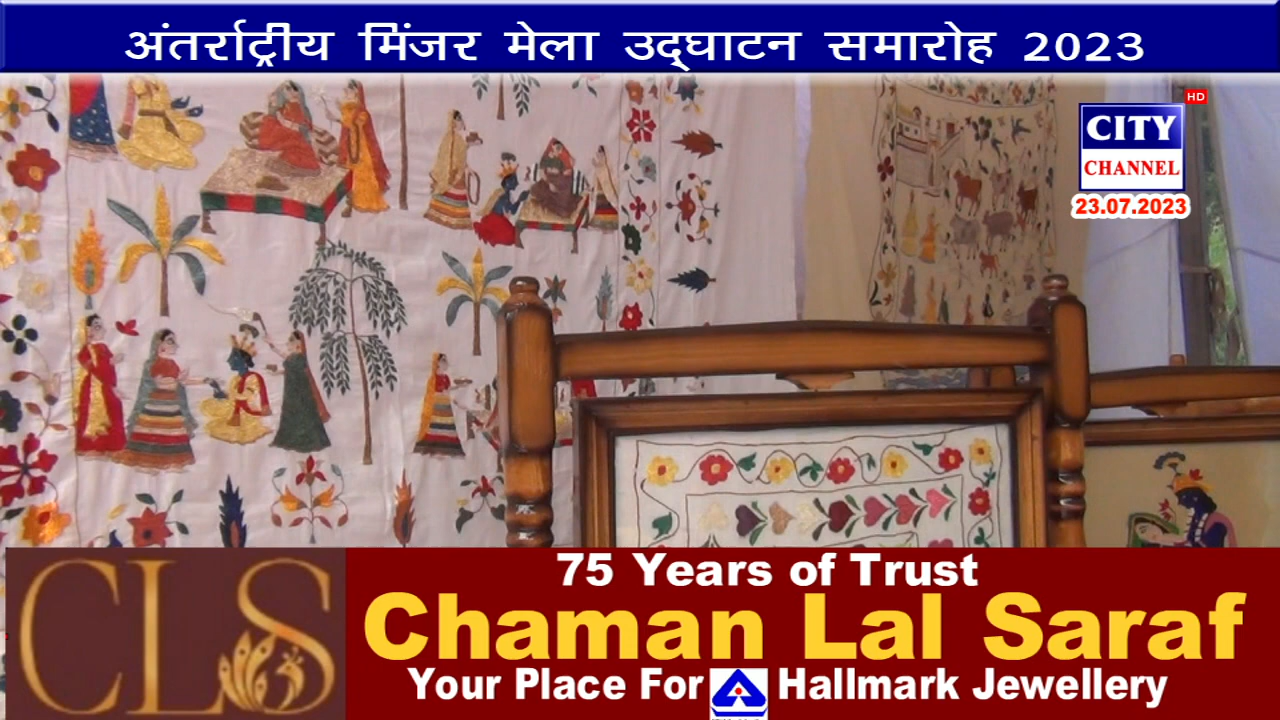 अंतर्राट्रीय मिंजर मेला उद्घाटन समारोह 2023
HD
CITY
CHANNEL
23.07.2023
CLS
75 Years of Trust
Chaman Lal Saraf
Your Place For Hallmark Jewellery